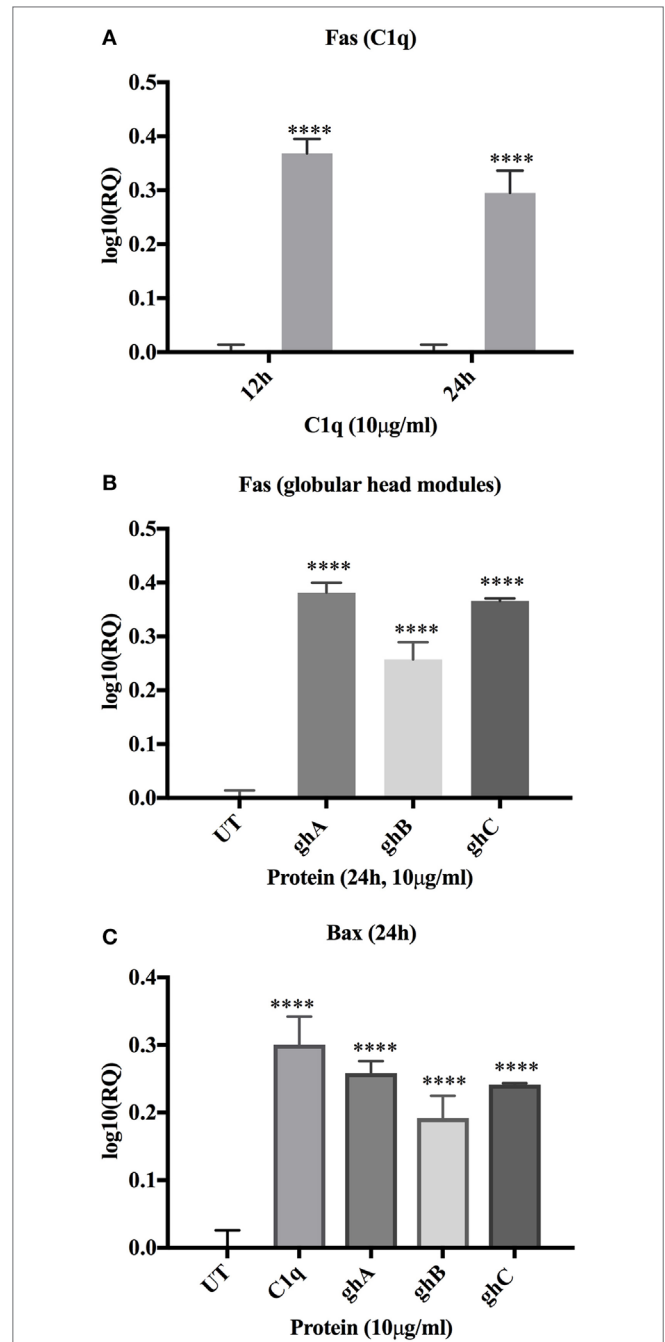 A
Fas (C1q)
0.5
0.4
0.3
0.2
0.1
0.0
log10(RQ)
****
****
12h
24h
C1q (10μg/ml)
B
Fas (globular head modules)
0.5
0.4
0.3
0.2
0.1
0.0
log10(RQ)
****
****
****
UT
ghA
ghB
ghC
Protein (24h, 10μg/ml)
C
Bax (24h)
0.4
0.3
0.2
0.1
0.0
log10(RQ)
****
****
****
****
UT
C1q
ghA
ghB
ghC
Protein (10μg/ml)